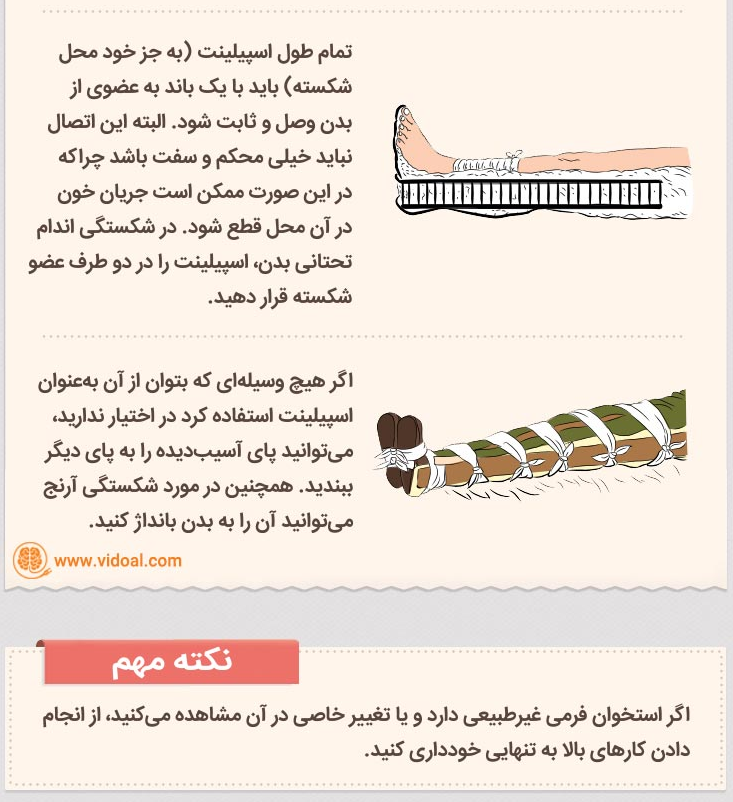 تمام طول اسپیلینت (به جز خود محل
شکسته) باید با یک باند به عضوی از
بدن وصل و ثابت شود. البته این اتصال
نباید خیلی محکم و سفت باشد چراکه
در این صورت ممکن است جریان خون
در آن محل قطع شود. در شکستگی اندام
تحتانی بدن، اسپیلینت را در دو طرف عضو
شکسته قرار دهید.
اگر هیچ وسیله‌ای که بتوان از آن به‌عنوان
اسپیلینت استفاده کرد در اختیار ندارید،
می‌توانید پای آسیب‌دیده را به پای دیگر
ببندید. همچنین در مورد شکستگی آرنج
می‌توانید آن را به بدن بانداژ کنید.
www.vidoal.com
نکته مهم
اگر استخوان فرمی غیرطبیعی دارد و یا تغییر خاصی در آن مشاهده می‌کنید، از انجام
دادن کارهای بالا به تنهایی خودداری کنید.